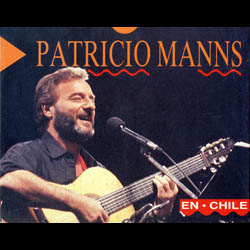 PATRICIO MANNS
EN • CHILE